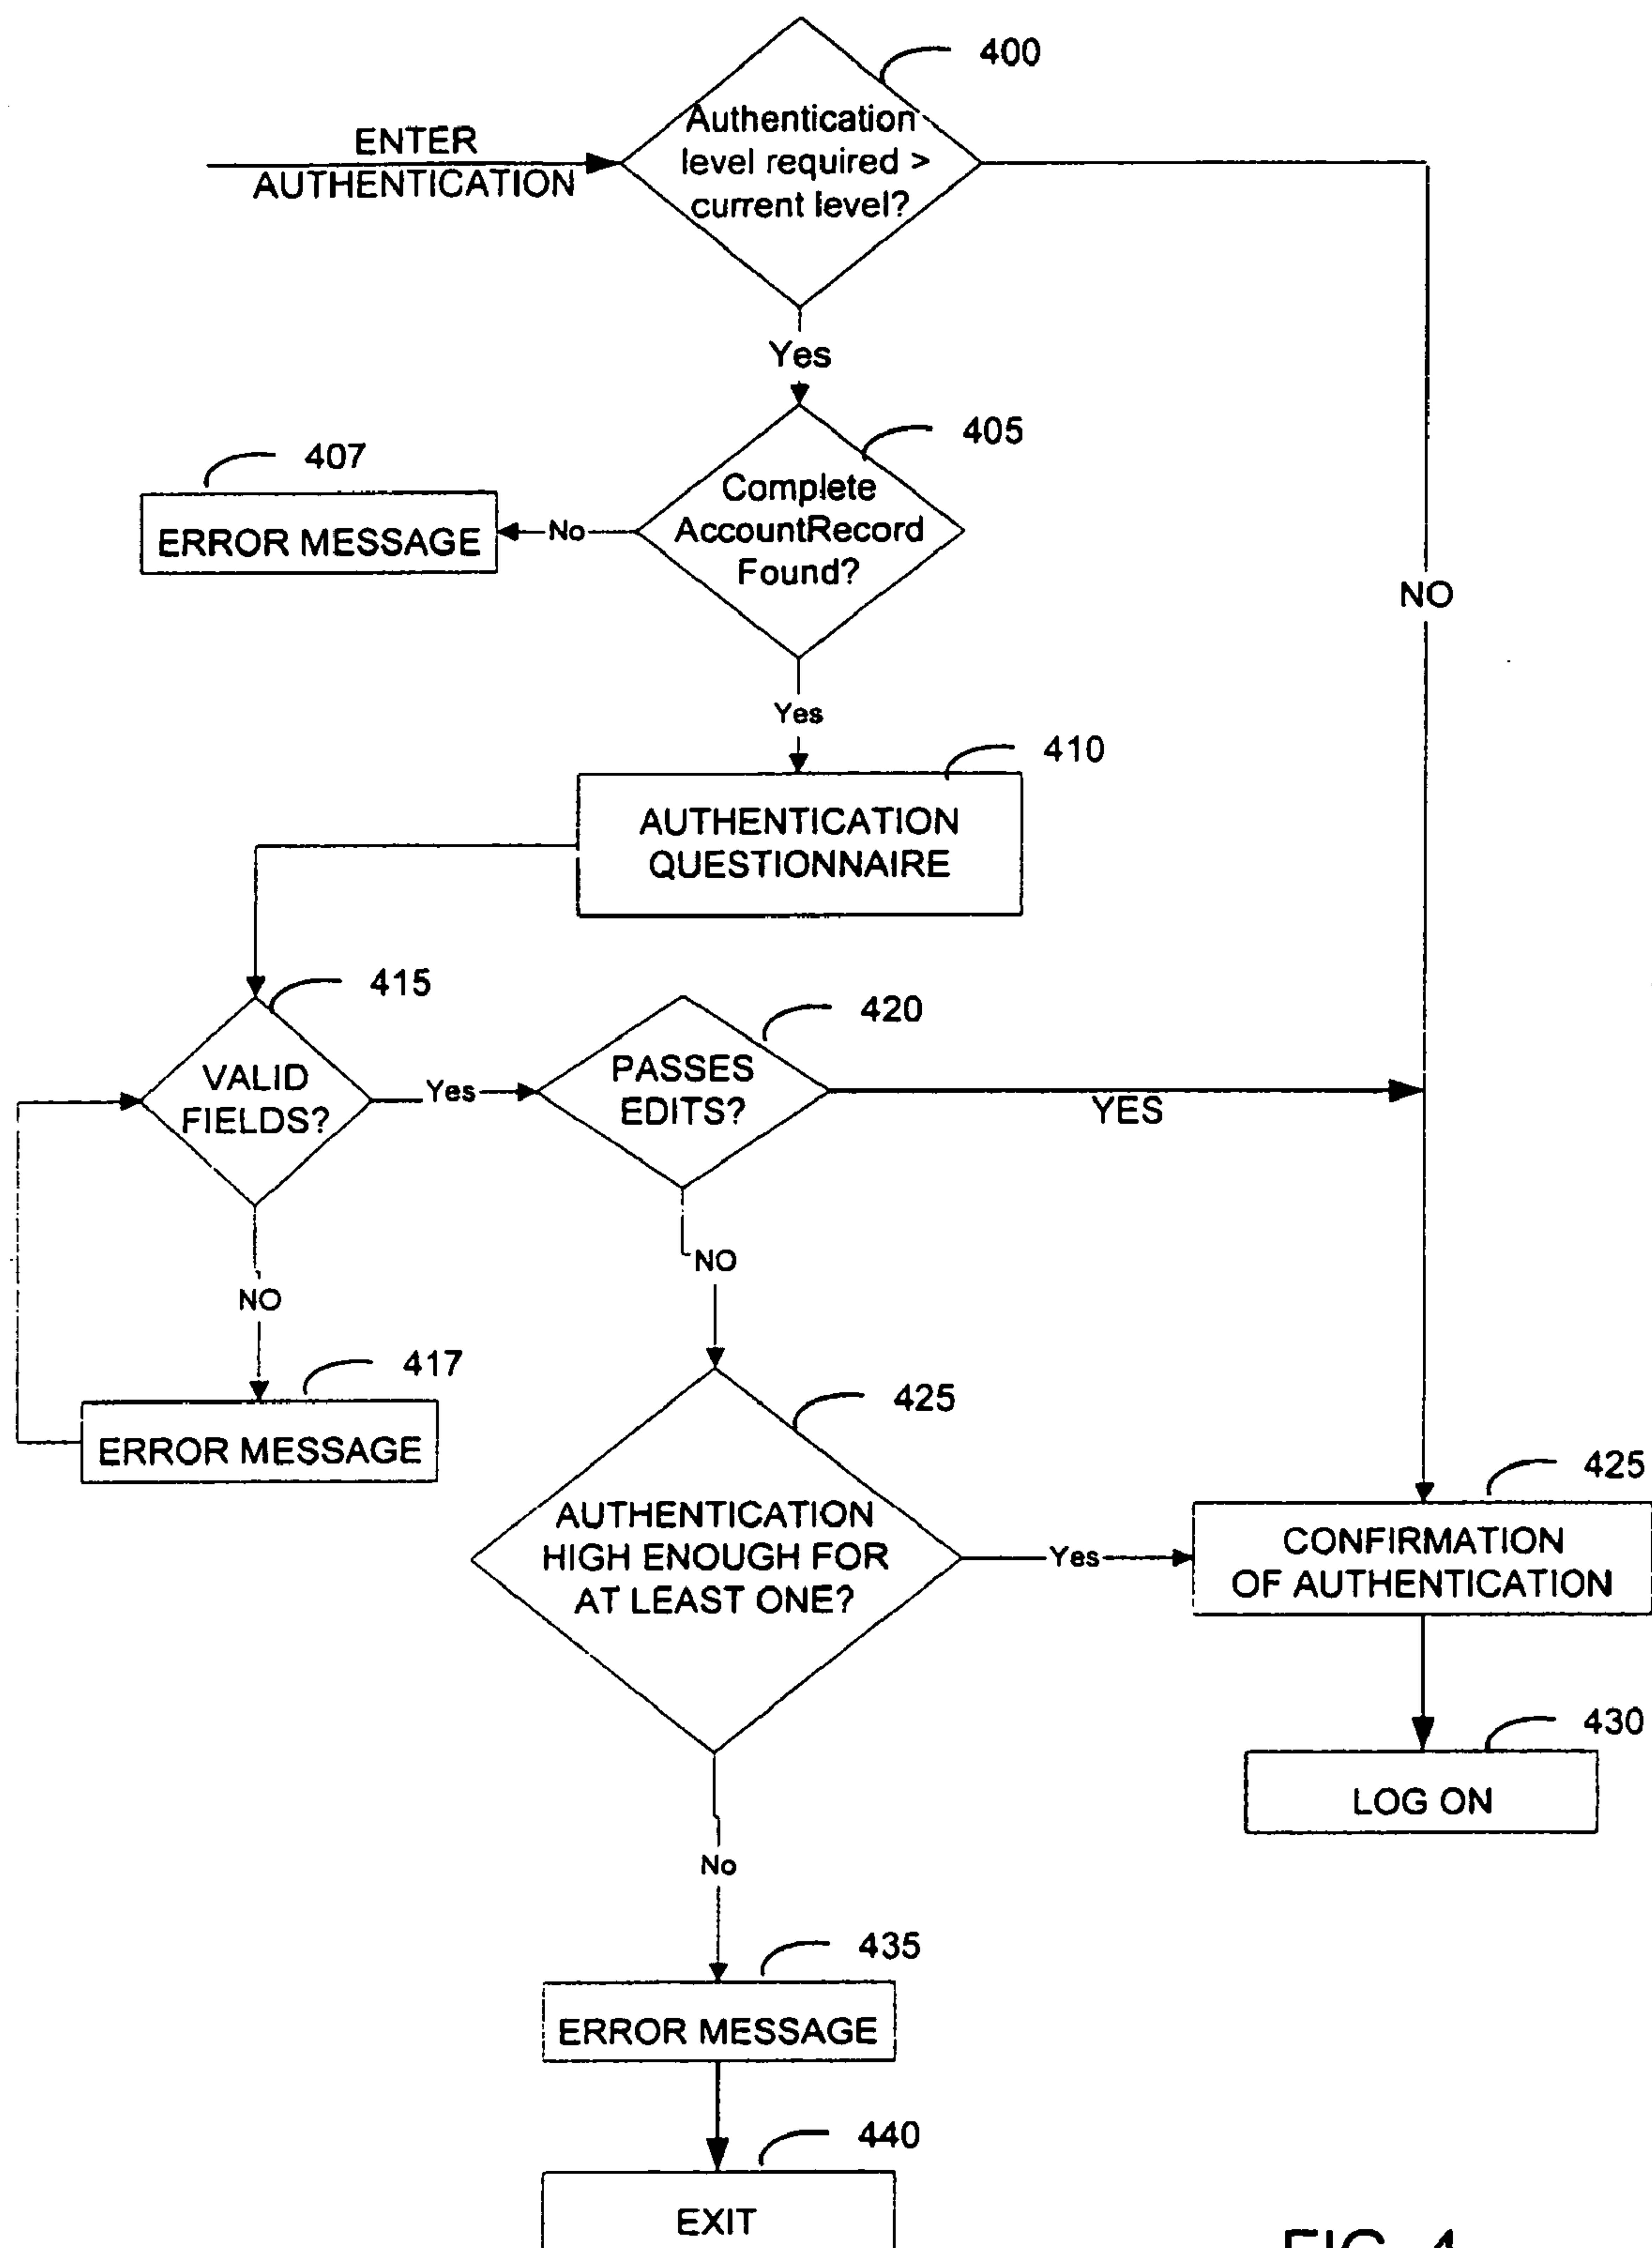 400
Authentication
level required >
current level?
ENTER
AUTHENTICATION
Yes
405
407
Complete
AccountRecord
Found?
No
ERROR MESSAGE
NO
Yes
410
AUTHENTICATION
QUESTIONNAIRE
415
420
VALID
FIELDS?
Yes
PASSES
EDITS?
YES
NO
NO
417
ERROR MESSAGE
425
AUTHENTICATION
HIGH ENOUGH FOR
AT LEAST ONE?
Yes
425
CONFIRMATION
OF AUTHENTICATION
430
LOG ON
No
435
ERROR MESSAGE
440
EXIT
FIG. 4